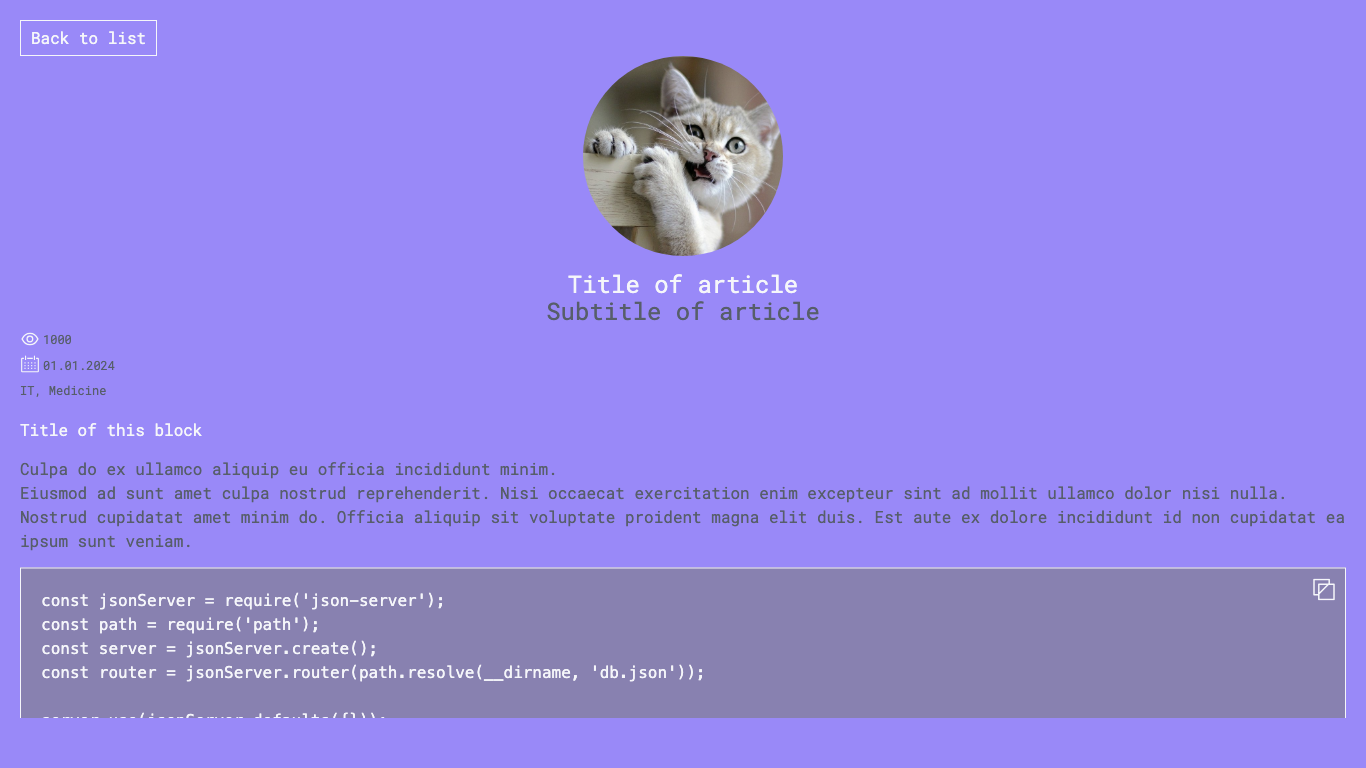 Back to list
Title of article
Subtitle of article
1000
01.01.2024
IT, Medicine
Title of this block
Culpa do ex ullamco aliquip eu officia incididunt minim.
Eiusmod ad sunt amet culpa nostrud reprehenderit. Nisi occaecat exercitation enim excepteur sint ad mollit ullamco dolor nisi nulla.
Nostrud cupidatat amet minim do. Officia aliquip sit voluptate proident magna elit duis. Est aute ex dolore incididunt id non cupidatat ea
ipsum sunt veniam.
const jsonServer = require('json-server');
const path = require('path');
const server = jsonServer.create();
const router = jsonServer.router(path.resolve(__dirname, 'db.json'));
server.use(jsonServer.defaults({}));